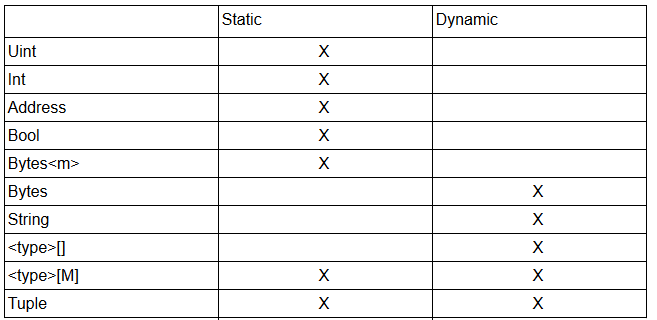 Static Dynamic
Uint X
Int X
Address X
Bool X
Bytes<m> X
Bytes X
String X
<type>[] X
<type>[M] X X
Tuple X X